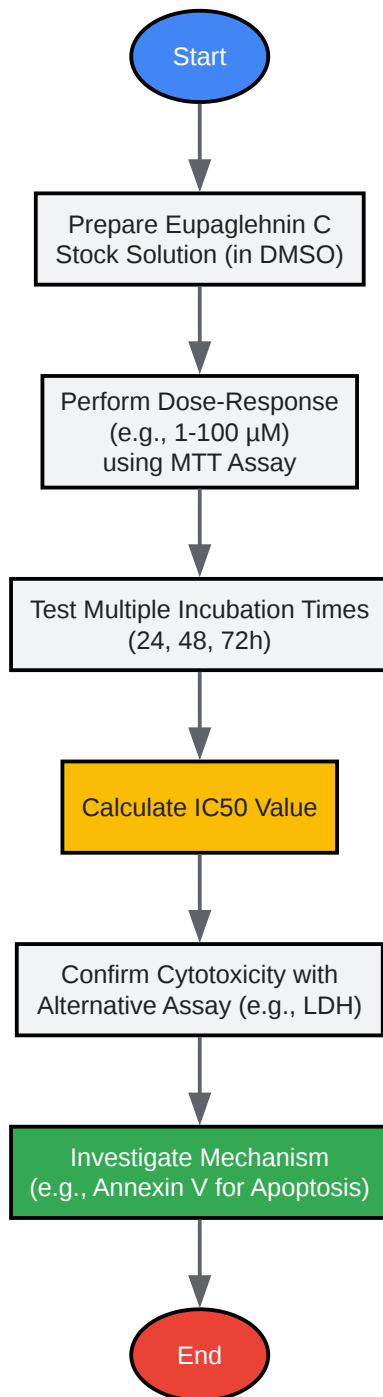 Start
Prepare Eupaglehnin C
Stock Solution (in DMSO)
Perform Dose-Response
(e.g., 1-100 µM)
using MTT Assay
Test Multiple Incubation Times
(24, 48, 72h)
Calculate IC50 Value
Confirm Cytotoxicity with
Alternative Assay (e.g., LDH)
Investigate Mechanism
(e.g., Annexin V for Apoptosis)
End